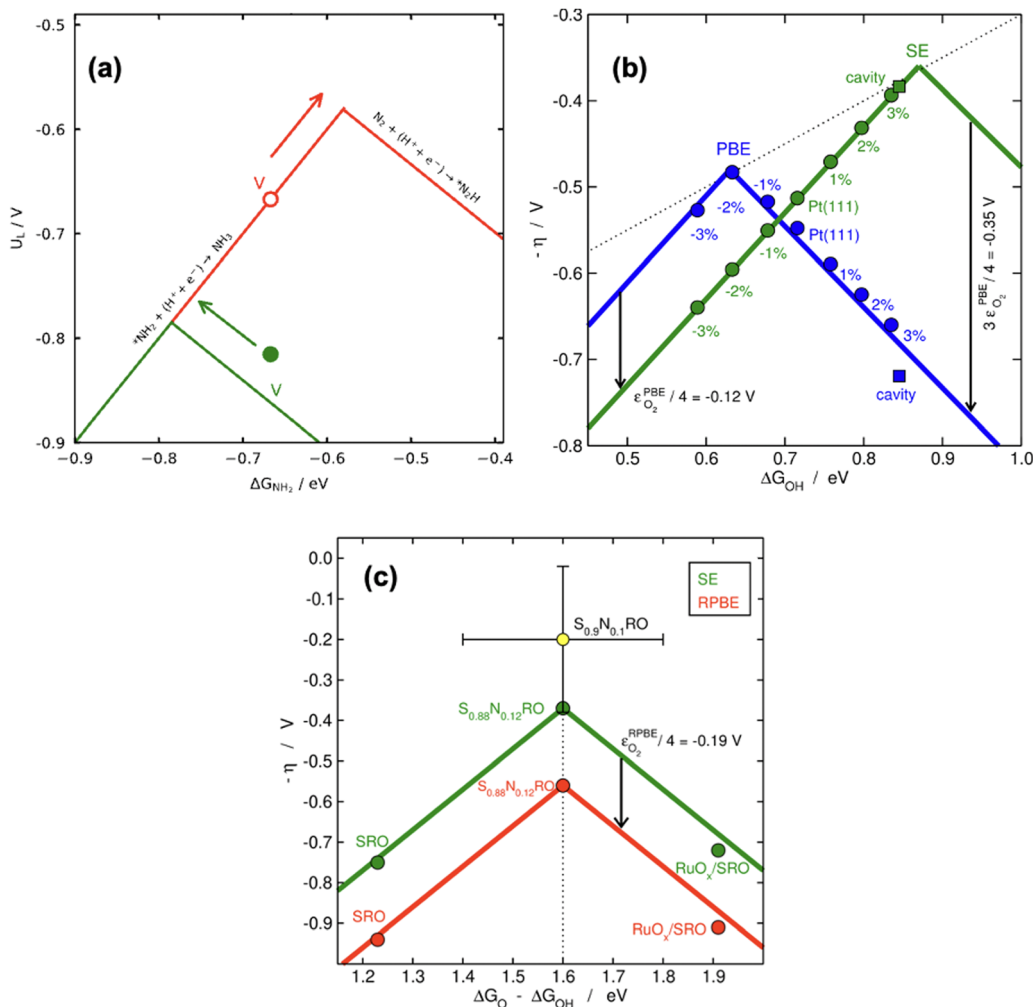 (a)
U_L / V
-0.5
-0.6
-0.7
-0.8
-0.9
*NH₂ + (H⁺+ e⁻) → NH₃
N₂ + (H⁺+ e⁻) → *N₂H
V
V
−0.9
−0.8
−0.7
−0.6
−0.5
−0.4
ΔG_NH₂ / eV
(b)
- η / V
-0.3
-0.4
-0.5
-0.6
-0.7
-0.8
SE
cavity
3%
2%
1%
Pt(111)
-1%
-2%
-3%
PBE
-1%
-2%
-3%
Pt(111)
1%
2%
3%
cavity
ε_O₂^PBE / 4 = -0.12 V
3 ε_O₂^PBE / 4 = -0.35 V
0.5
0.6
0.7
0.8
0.9
1.0
ΔG_OH / eV
(c)
- η / V
0.0
-0.1
-0.2
-0.3
-0.4
-0.5
-0.6
-0.7
-0.8
-0.9
SE
RPBE
S₀.₉N₀.₁RO
S₀.₈₈N₀.₁₂RO
ε_O₂^RPBE / 4 = -0.19 V
S₀.₈₈N₀.₁₂RO
SRO
RuOₓ/SRO
SRO
RuOₓ/SRO
1.2
1.3
1.4
1.5
1.6
1.7
1.8
1.9
ΔG_O - ΔG_OH / eV